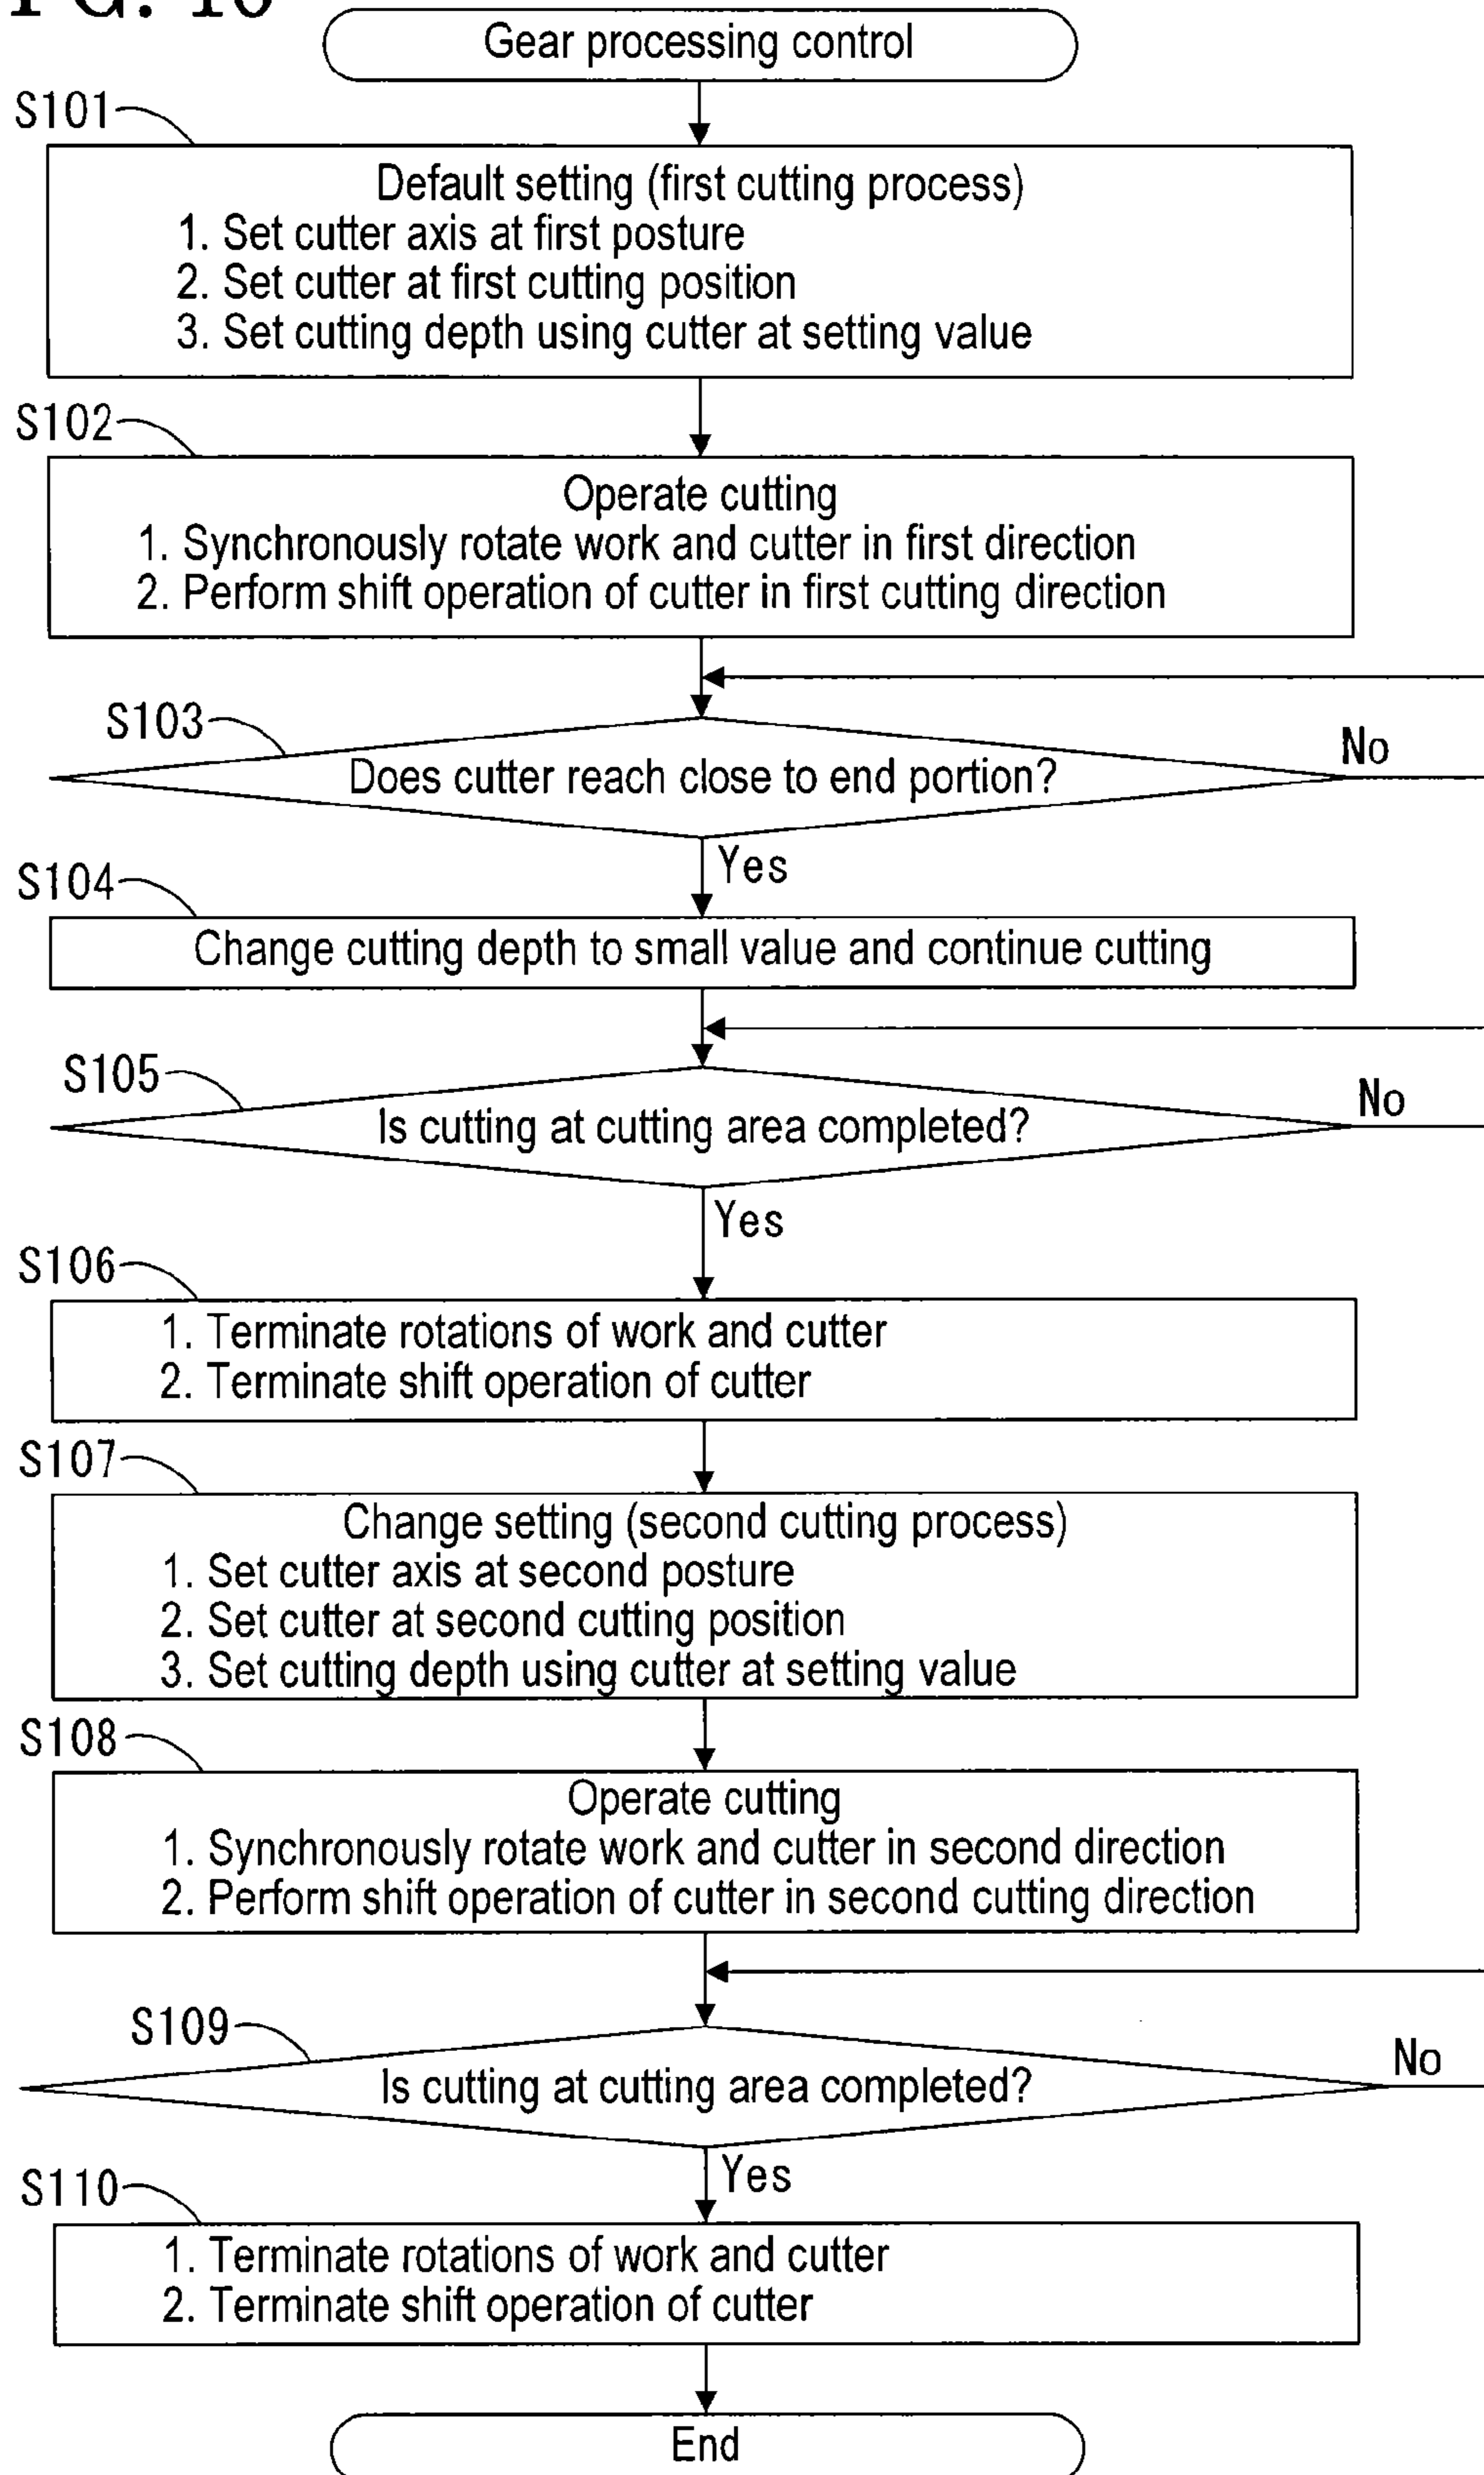 Gear processing control
S101
Default setting (first cutting process)
1. Set cutter axis at first posture
2. Set cutter at first cutting position
3. Set cutting depth using cutter at setting value
S102
Operate cutting
1. Synchronously rotate work and cutter in first direction
2. Perform shift operation of cutter in first cutting direction
S103
No
Does cutter reach close to end portion?
Yes
S104
Change cutting depth to small value and continue cutting
S105
No
Is cutting at cutting area completed?
Yes
S106
1. Terminate rotations of work and cutter
2. Terminate shift operation of cutter
S107
Change setting (second cutting process)
1. Set cutter axis at second posture
2. Set cutter at second cutting position
3. Set cutting depth using cutter at setting value
S108
Operate cutting
1. Synchronously rotate work and cutter in second direction
2. Perform shift operation of cutter in second cutting direction
S109
No
Is cutting at cutting area completed?
Yes
S110
1. Terminate rotations of work and cutter
2. Terminate shift operation of cutter
End